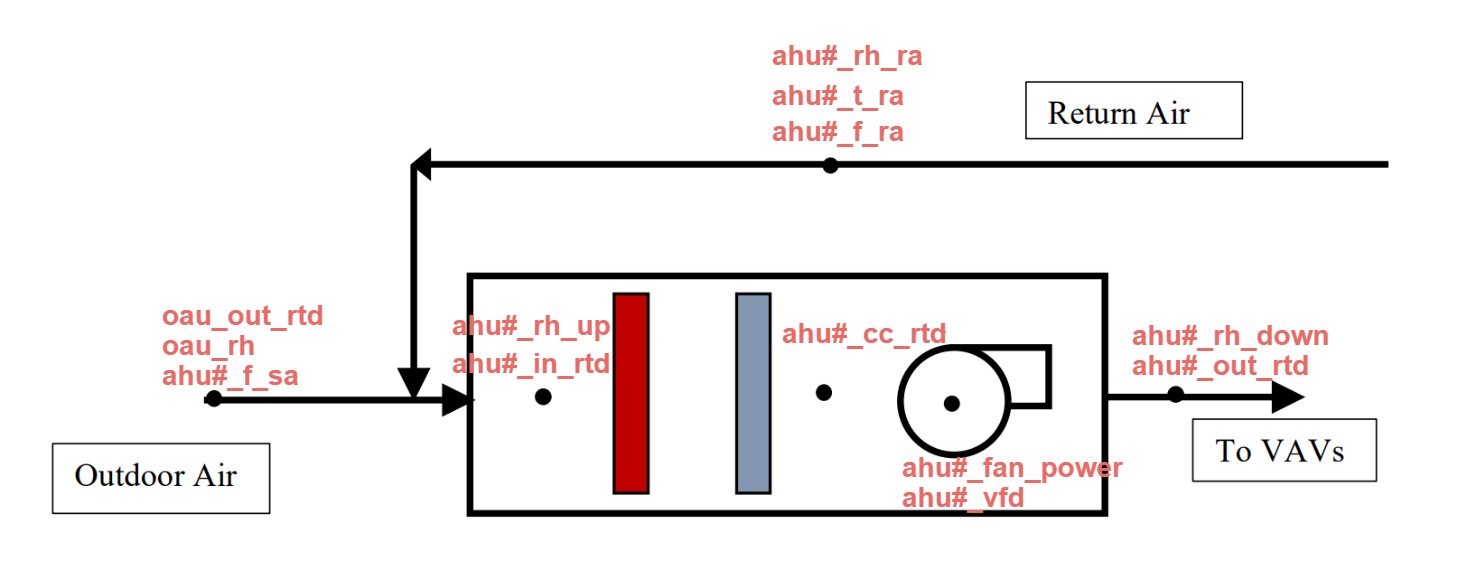 ahu#_rh_ra
ahu#_t_ra
ahu#_f_ra
Return Air
oau_out_rtd
oau_rh
ahu#_f_sa
Outdoor Air
ahu#_rh_up
ahu#_in_rtd
ahu#_cc_rtd
ahu#_fan_power
ahu#_vfd
ahu#_rh_down
ahu#_out_rtd
To VAVs